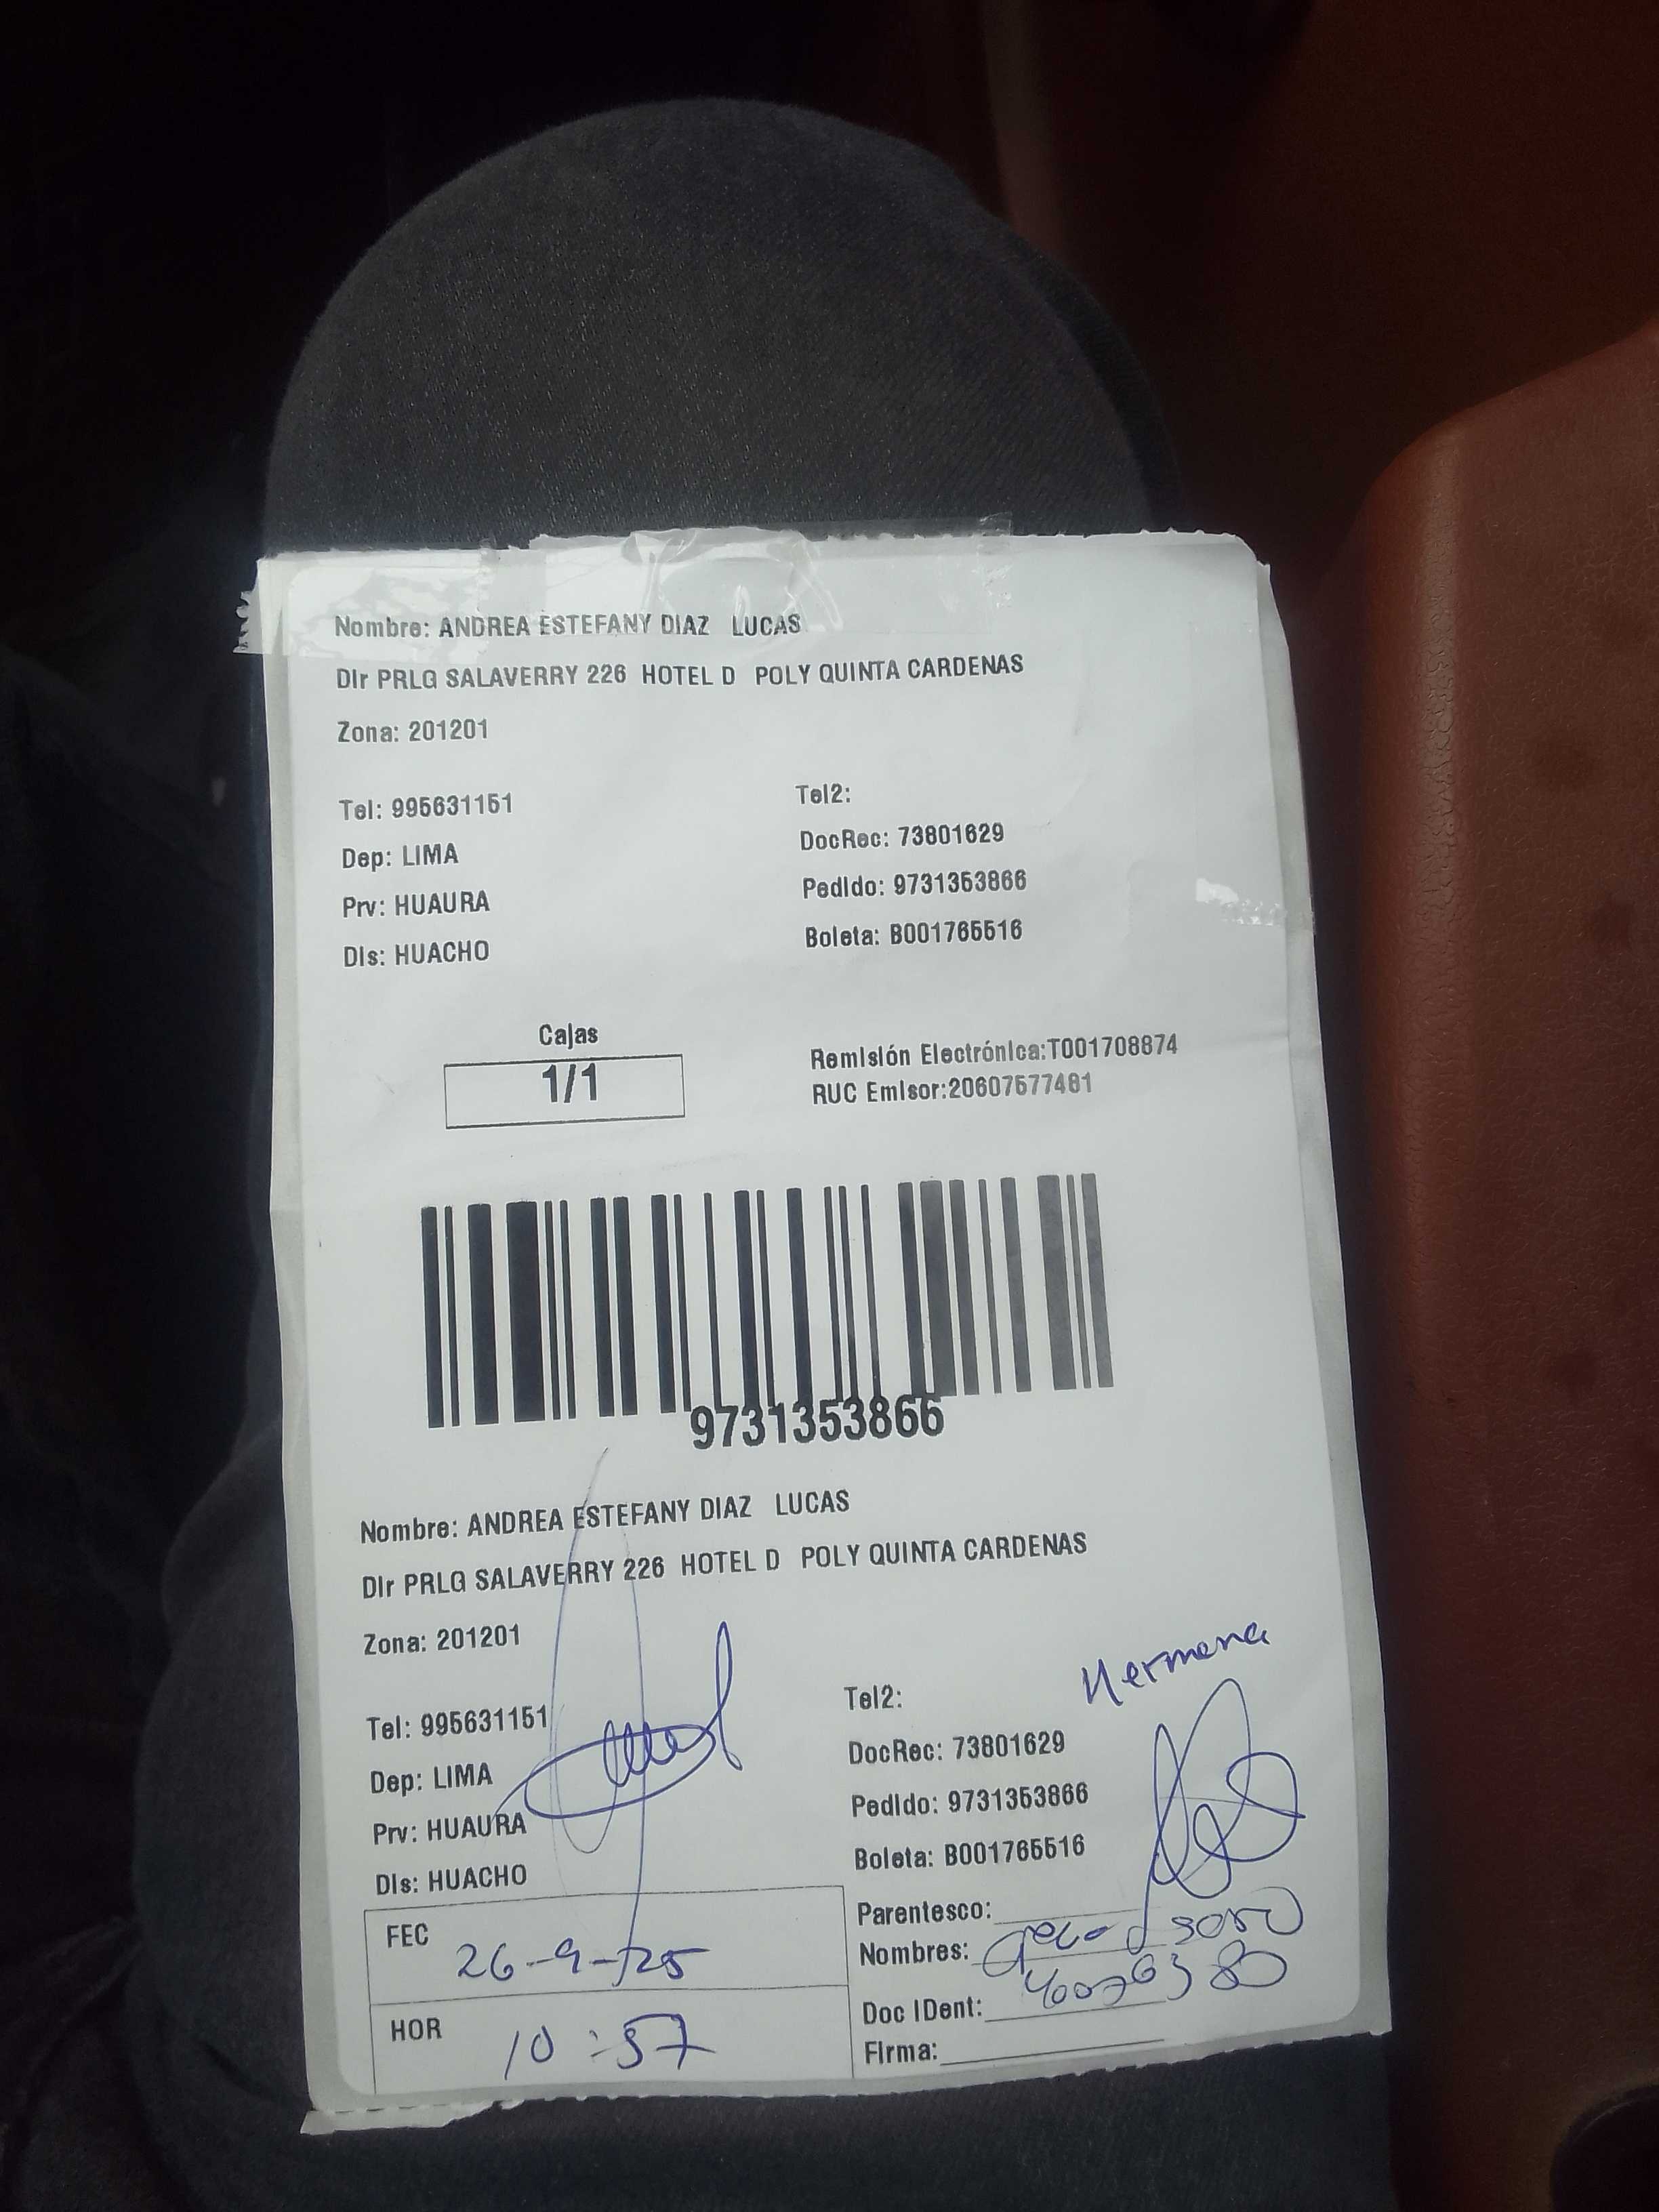 Nombre: ANDREA ESTEFANY DIAZ LUCAS
Dir PRLG SALAVERRY 226 HOTEL D POLY QUINTA CARDENAS
Zona: 201201
Tel: 995631151
Tel2:
Dep: LIMA
DocRec: 73801629
Prv: HUAURA
Pedido: 9731353866
Dis: HUACHO
Boleta: B001765516
Cajas
1/1
Remisión Electrónica:T001708874
RUC Emisor:20607577481
9731353866
Nombre: ANDREA ESTEFANY DIAZ LUCAS
Dir PRLG SALAVERRY 226 HOTEL D POLY QUINTA CARDENAS
Zona: 201201
Hermana
Tel: 995631151
Tel2:
Dep: LIMA
DocRec: 73801629
Prv: HUAURA
Pedido: 9731353866
Dis: HUACHO
Boleta: B001765516
FEC 26-9-25
Parentesco:
Nombres:
HOR 10:57
Doc IDent:
Firma: